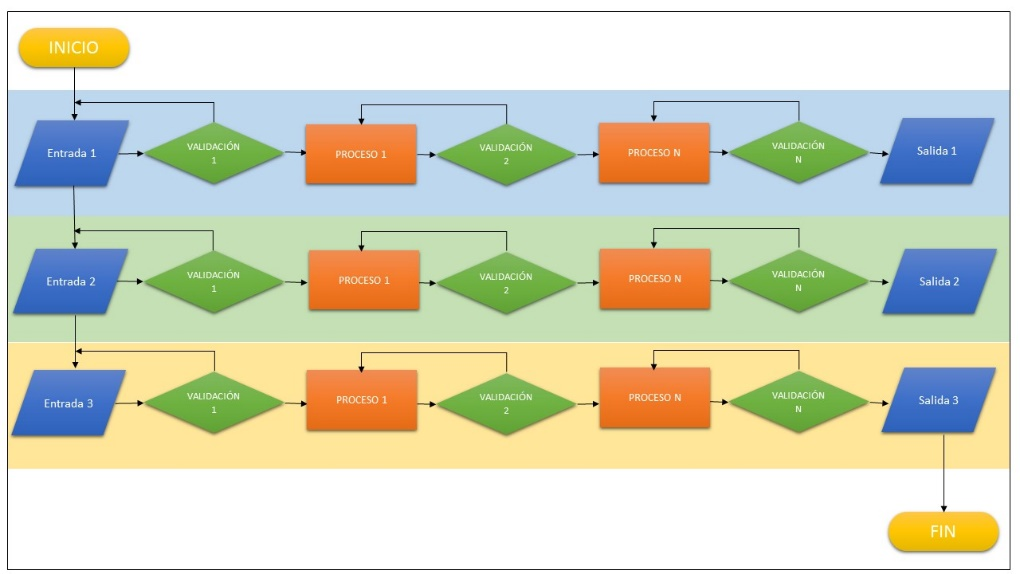 INICIO
Entrada 1
VALIDACIÓN
1
PROCESO 1
VALIDACIÓN
2
PROCESO N
VALIDACIÓN
N
Salida 1
Entrada 2
VALIDACIÓN
1
PROCESO 1
VALIDACIÓN
2
PROCESO N
VALIDACIÓN
N
Salida 2
Entrada 3
VALIDACIÓN
1
PROCESO 1
VALIDACIÓN
2
PROCESO N
VALIDACIÓN
N
Salida 3
FIN